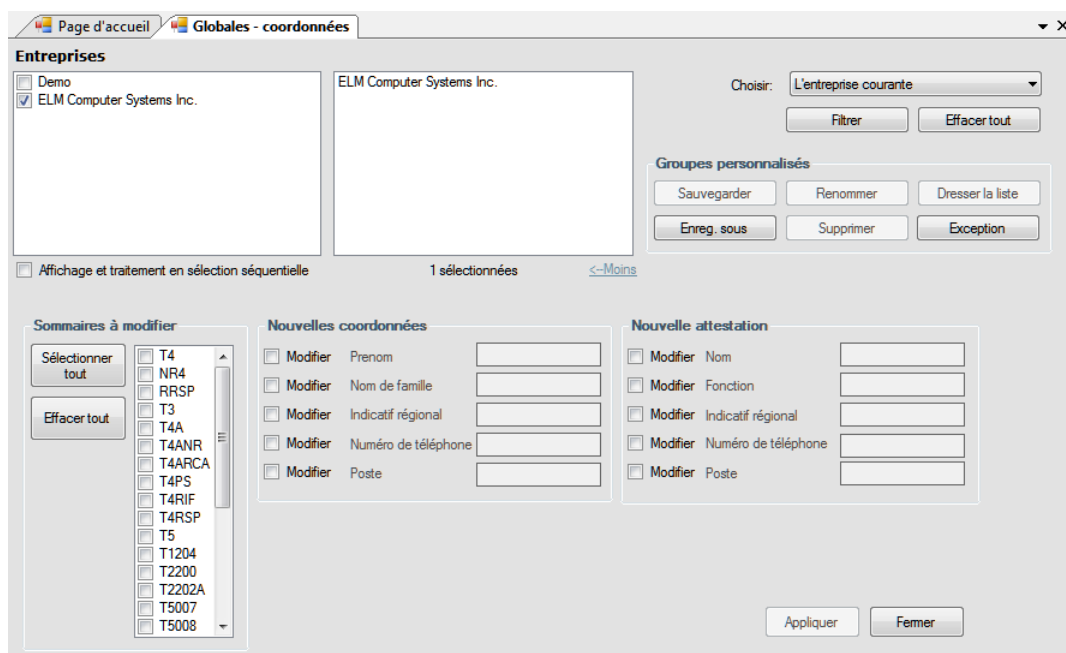 Page d'accueil
Globales - coordonnées
Entreprises
Demo
ELM Computer Systems Inc.
ELM Computer Systems Inc.
Choisir:
L'entreprise courante
Filtrer
Effacer tout
Groupes personnalisés
Sauvegarder
Renommer
Dresser la liste
Enreg. sous
Supprimer
Exception
Affichage et traitement en sélection séquentielle
1 sélectionnées
<--Moins
Sommaires à modifier
Sélectionner
tout
Effacer tout
T4
NR4
RRSP
T3
T4A
T4ANR
T4ARCA
T4PS
T4RIF
T4RSP
T5
T1204
T2200
T2202A
T5007
T5008
Nouvelles coordonnées
Modifier Prenom
Modifier Nom de famille
Modifier Indicatif régional
Modifier Numéro de téléphone
Modifier Poste
Nouvelle attestation
Modifier Nom
Modifier Fonction
Modifier Indicatif régional
Modifier Numéro de téléphone
Modifier Poste
Appliquer
Fermer